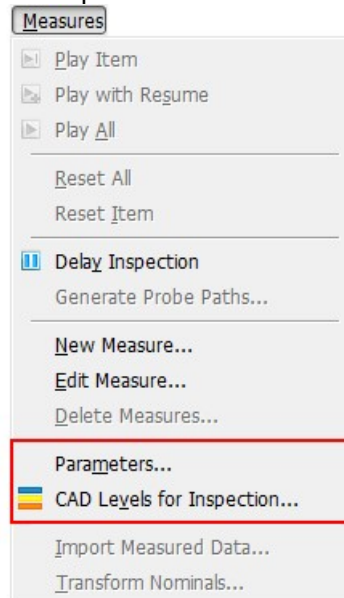 Measures
Play Item
Play with Resume
Play All
Reset All
Reset Item
Delay Inspection
Generate Probe Paths...
New Measure...
Edit Measure...
Delete Measures...
Parameters...
CAD Levels for Inspection...
Import Measured Data...
Transform Nominals...